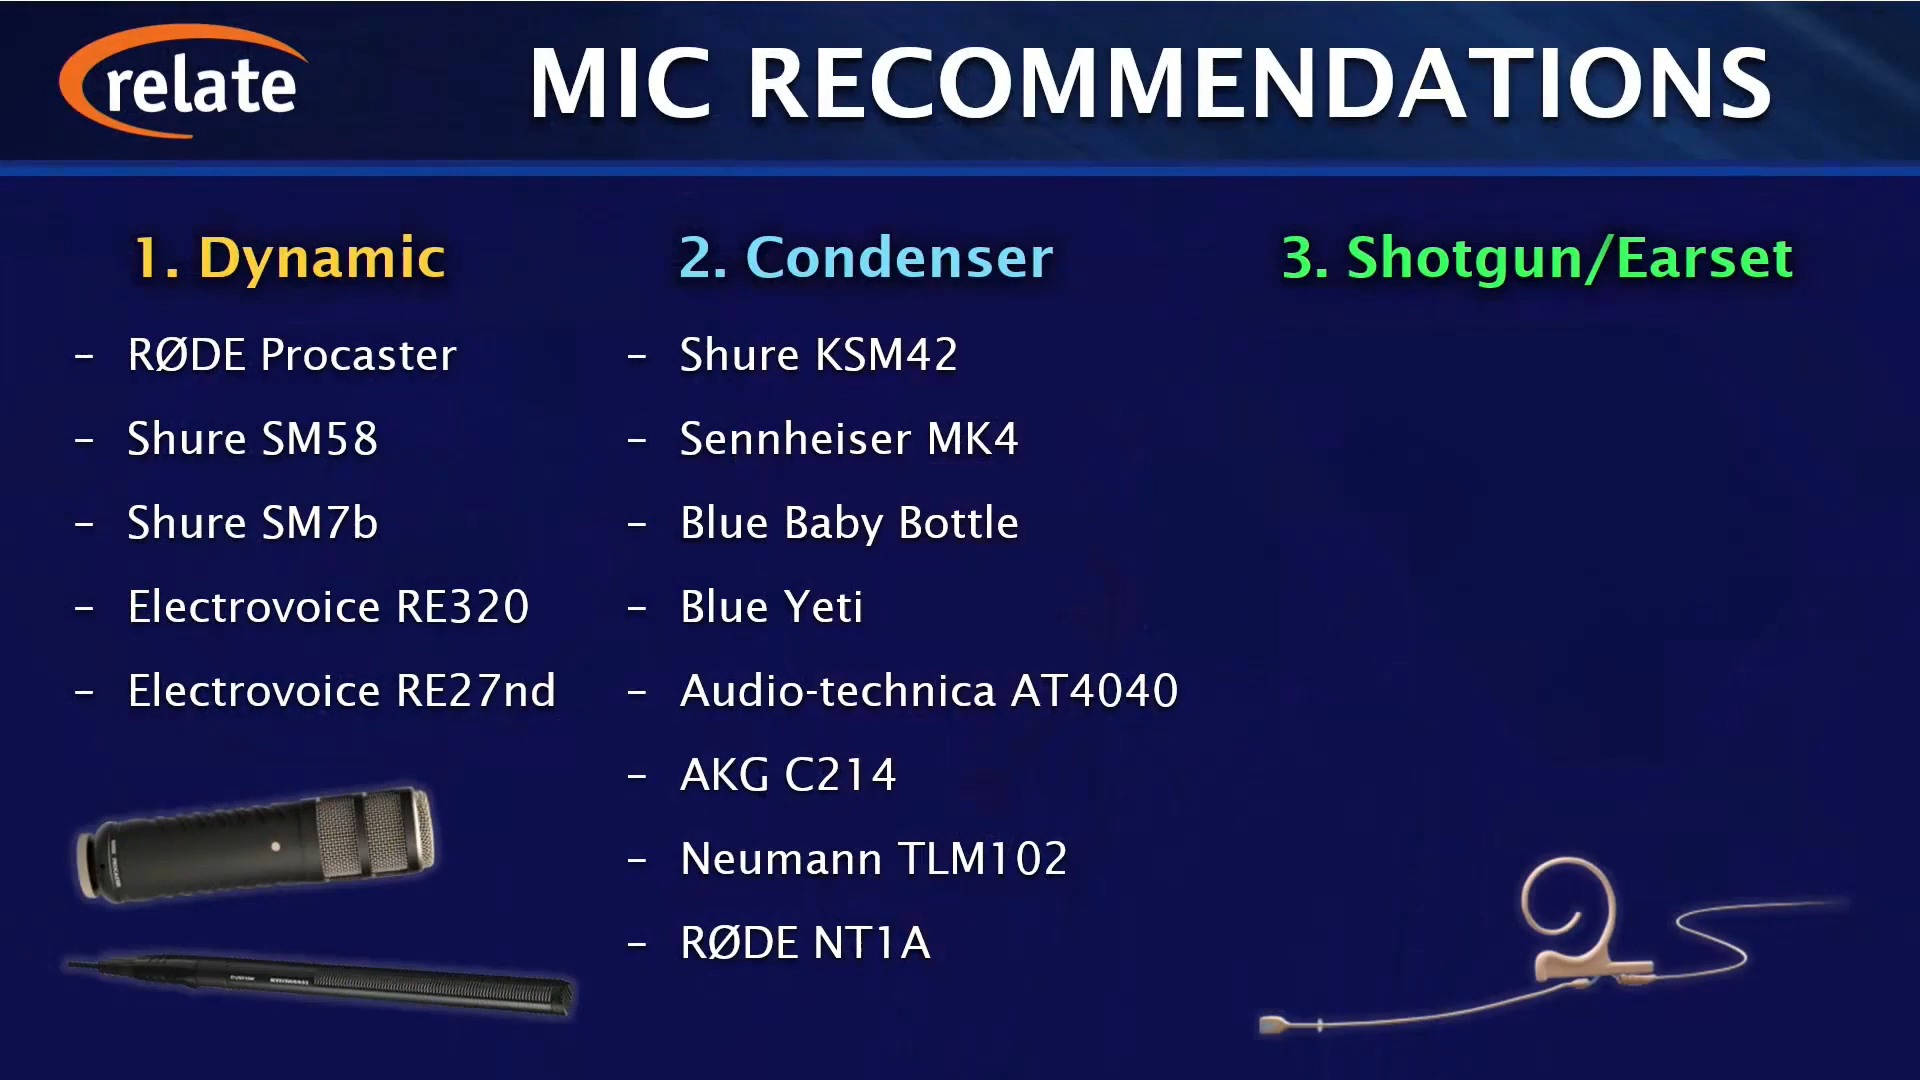 relate
MIC RECOMMENDATIONS
1. Dynamic
– RØDE Procaster
– Shure SM58
– Shure SM7b
– Electrovoice RE320
– Electrovoice RE27nd
2. Condenser
– Shure KSM42
– Sennheiser MK4
– Blue Baby Bottle
– Blue Yeti
– Audio-technica AT4040
– AKG C214
– Neumann TLM102
– RØDE NT1A
3. Shotgun/Earset